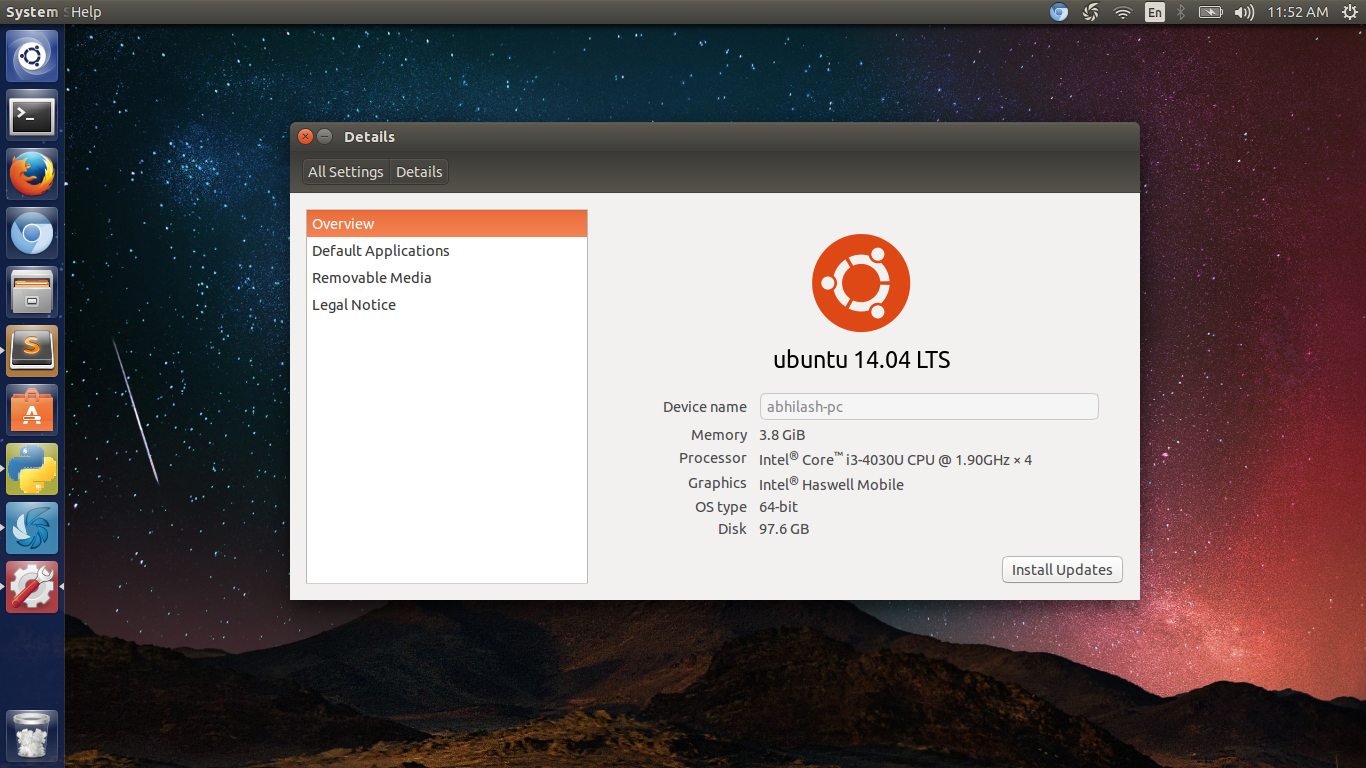 System S Help
En
11:52 AM
Details
All Settings Details
Overview
Default Applications
Removable Media
Legal Notice
ubuntu 14.04 LTS
Device name abhilash-pc
Memory 3.8 GiB
Processor Intel® Core™ i3-4030U CPU @ 1.90GHz × 4
Graphics Intel® Haswell Mobile
OS type 64-bit
Disk 97.6 GB
Install Updates